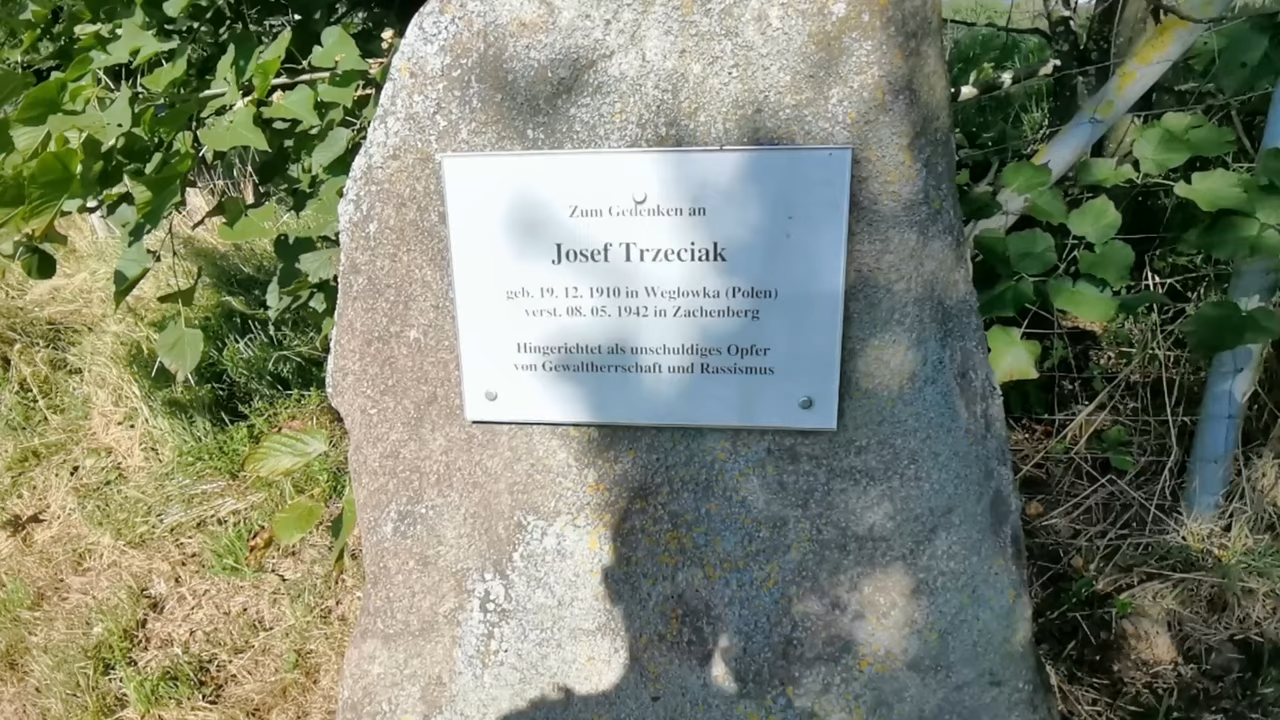 Zum Gedenken an
Josef Trzeciak
geb. 19. 12. 1910 in Weglowka (Polen)
verst. 08. 05. 1942 in Zachenberg
Hingerichtet als unschuldiges Opfer
von Gewaltherrschaft und Rassismus